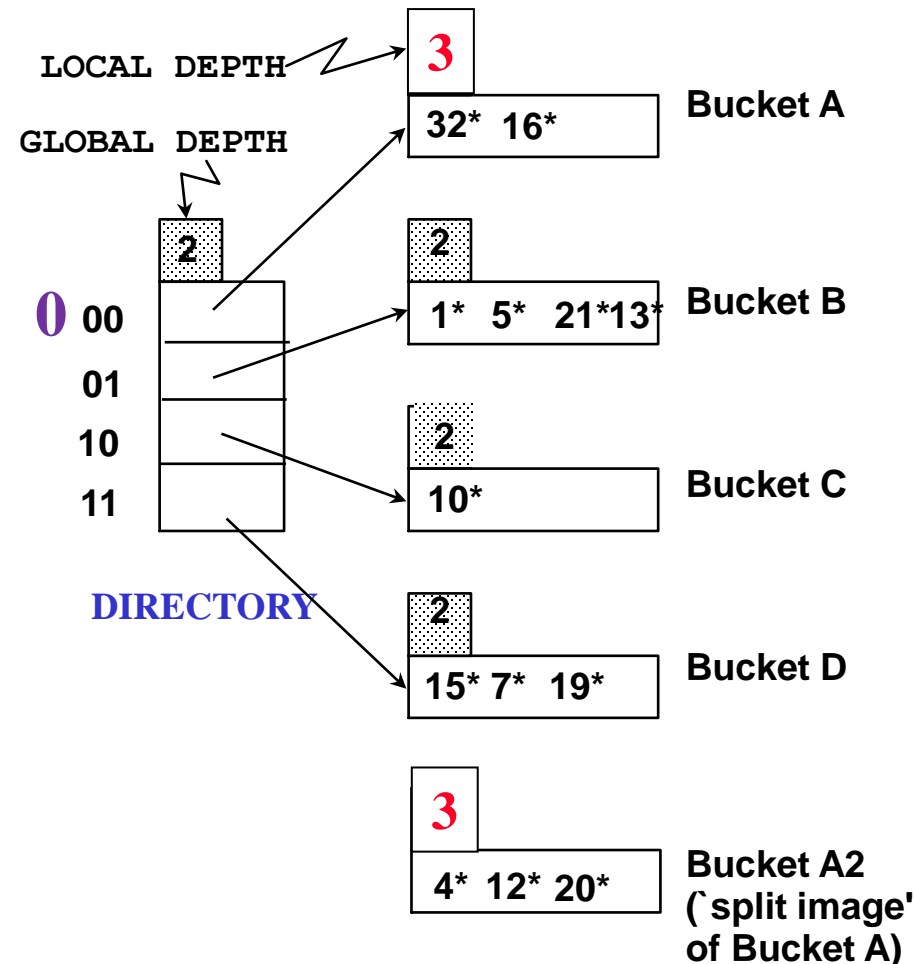 LOCAL DEPTH
3
32* 16*
Bucket A
GLOBAL DEPTH
2
0 00
01
10
11
DIRECTORY
2
1* 5* 21*13*
Bucket B
2
10*
Bucket C
2
15* 7* 19*
Bucket D
3
4* 12* 20*
Bucket A2
(`split image'
of Bucket A)